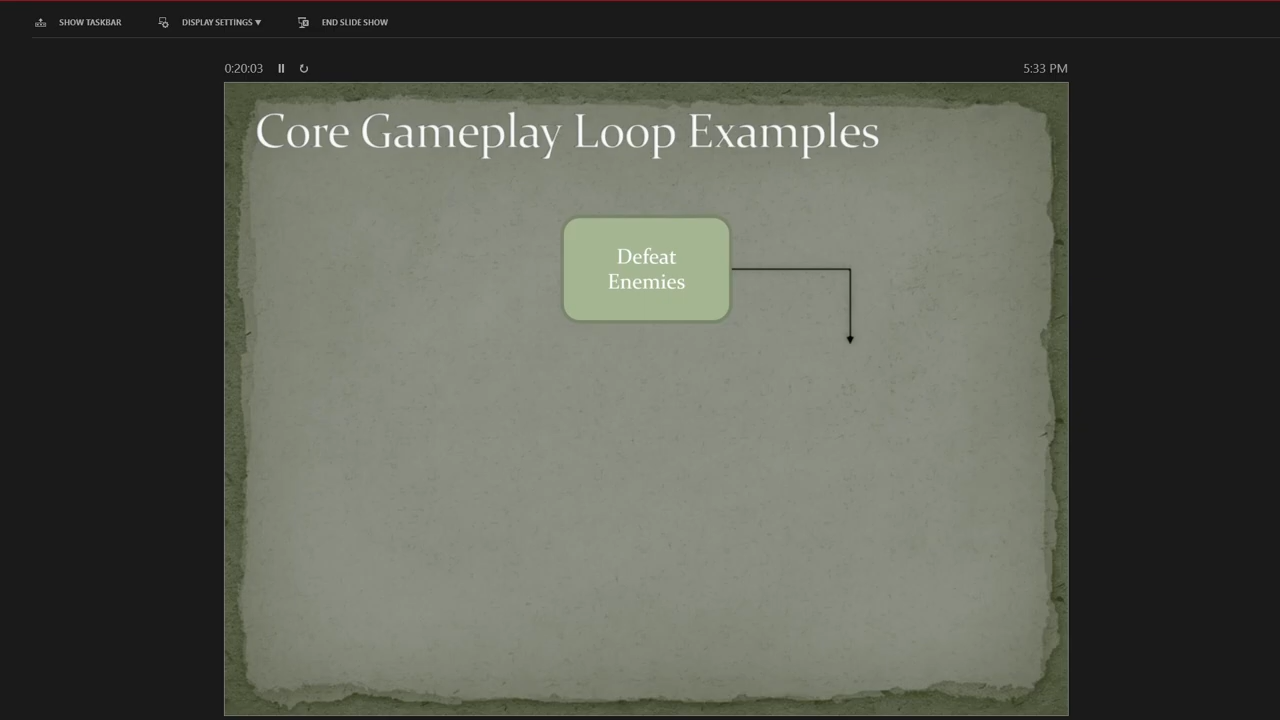 SHOW TASKBAR
DISPLAY SETTINGS ▼
END SLIDE SHOW
0:20:03
5:33 PM
Core Gameplay Loop Examples
Defeat
Enemies